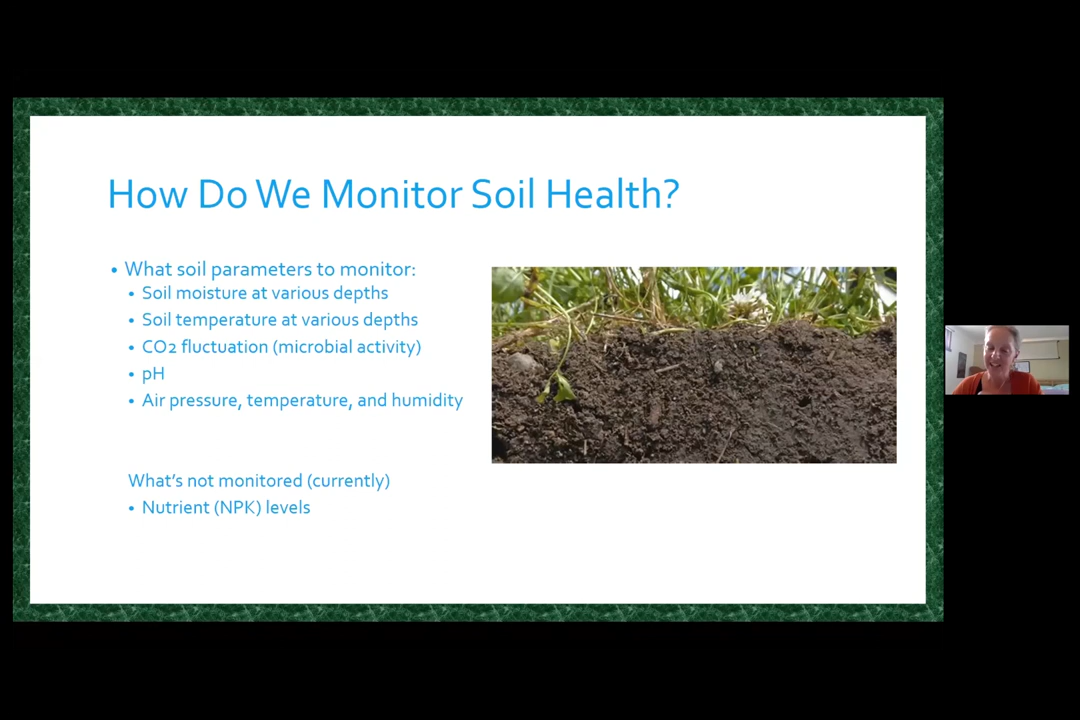 How Do We Monitor Soil Health?
• What soil parameters to monitor:
• Soil moisture at various depths
• Soil temperature at various depths
• CO2 fluctuation (microbial activity)
• pH
• Air pressure, temperature, and humidity
What's not monitored (currently)
• Nutrient (NPK) levels